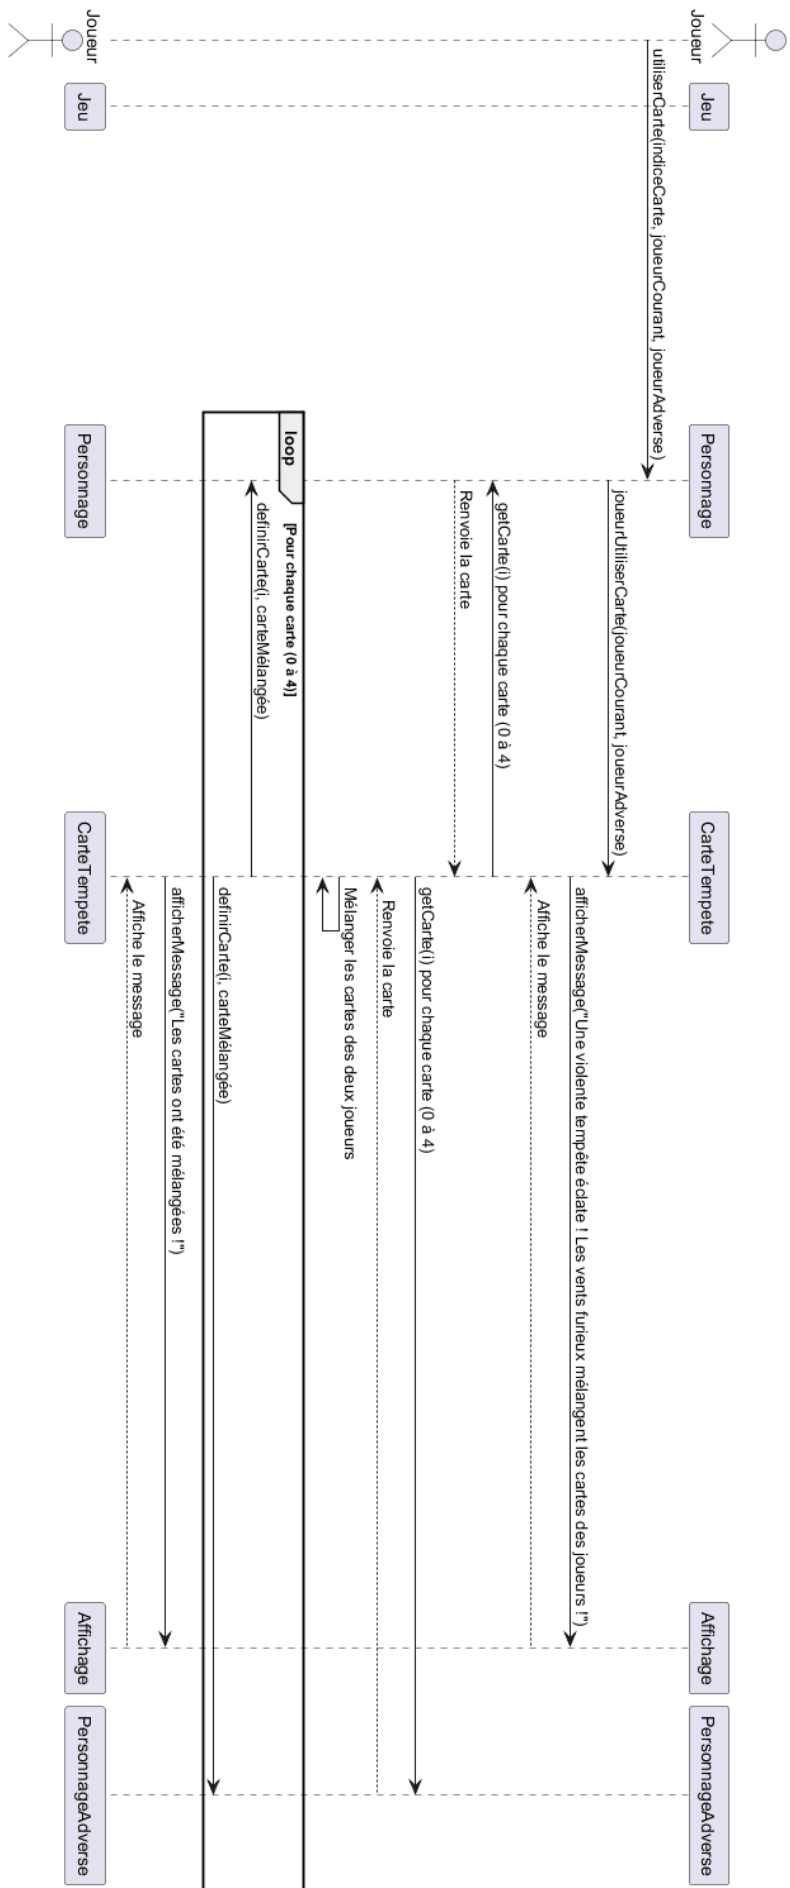 Joueur
Jeu
Personnage
CarteTempete
Affichage
PersonnageAdverse
utiliserCarte(indiceCarte, joueurCourant, joueurAdverse)
joueurUtiliserCarte(joueurCourant, joueurAdverse)
afficherMessage("Une violente tempête éclate ! Les vents furieux mélangent les cartes des joueurs !")
Affiche le message
getCarte(i) pour chaque carte (0 à 4)
Renvoie la carte
getCarte(i) pour chaque carte (0 à 4)
Renvoie la carte
Mélanger les cartes des deux joueurs
loop [Pour chaque carte (0 à 4)]
definirCarte(i, carteMélangée)
definirCarte(i, carteMélangée)
afficherMessage("Les cartes ont été mélangées !")
Affiche le message
Joueur
Jeu
Personnage
CarteTempete
Affichage
PersonnageAdverse